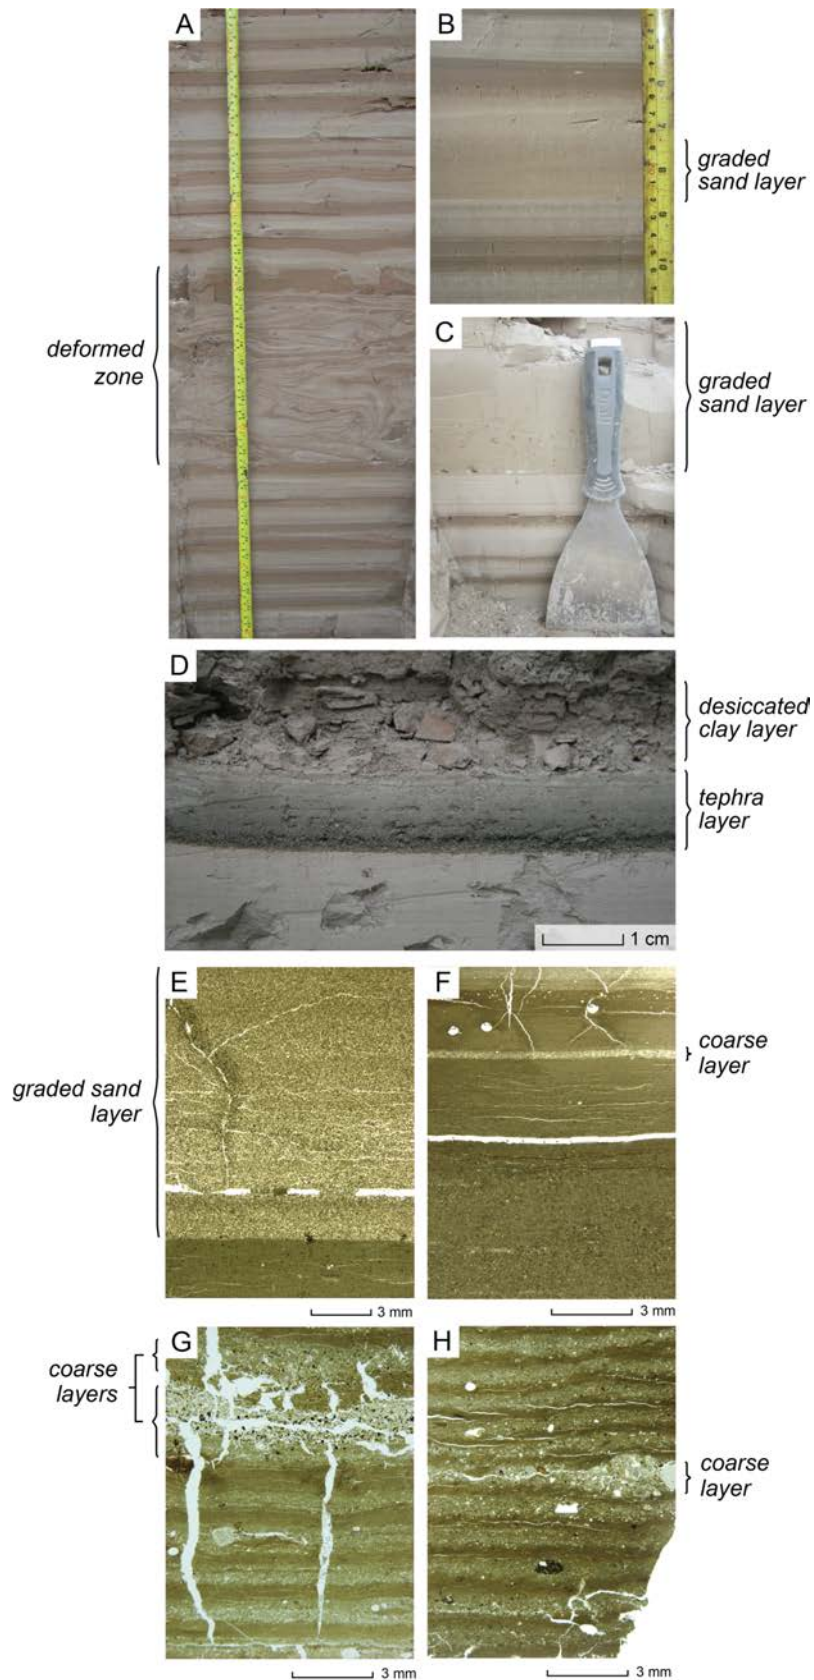 A
B
graded
sand layer
deformed
zone
C
graded
sand layer
D
desiccated
clay layer
tephra
layer
1 cm
E
F
coarse
layer
graded sand
layer
3 mm
3 mm
G
H
coarse
layers
coarse
layer
3 mm
3 mm